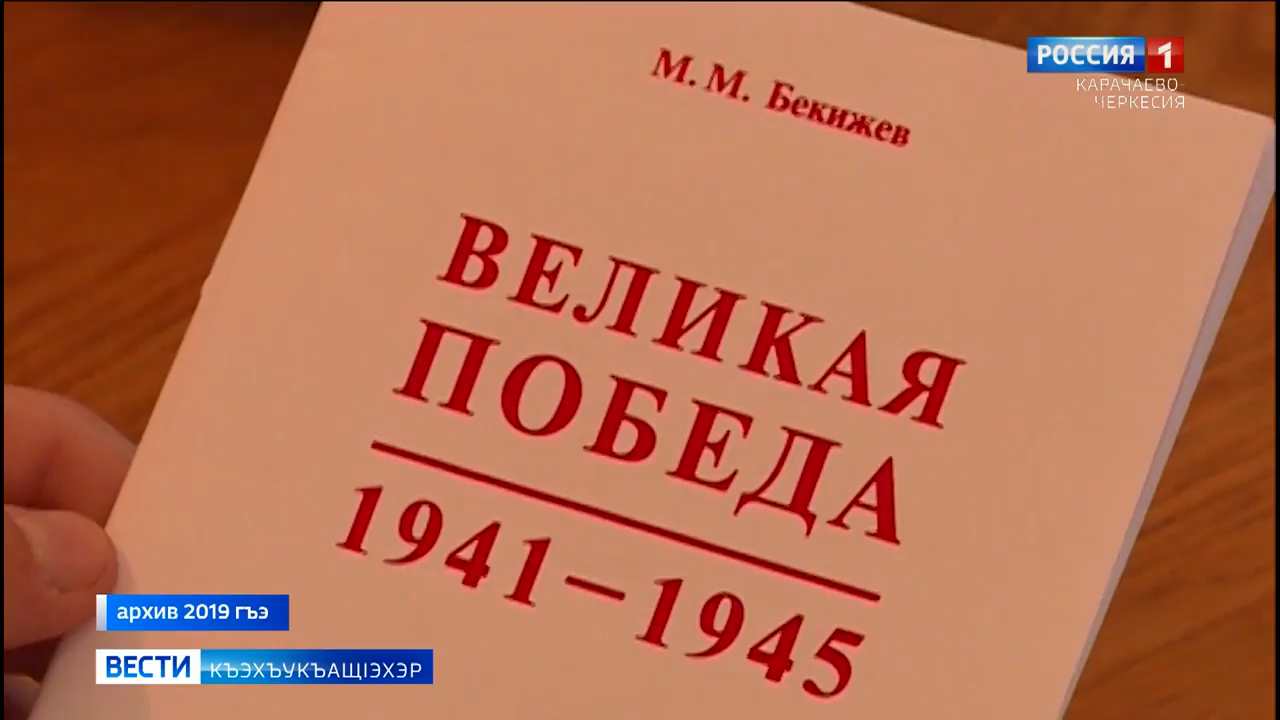 М. М. Бекижев
РОССИЯ 1
КАРАЧАЕВО
ЧЕРКЕСИЯ
ВЕЛИКАЯ
ПОБЕДА
1941–1945
архив 2019 гъэ
ВЕСТИ КЪЭХЪУКЪАЩIЭХЭР